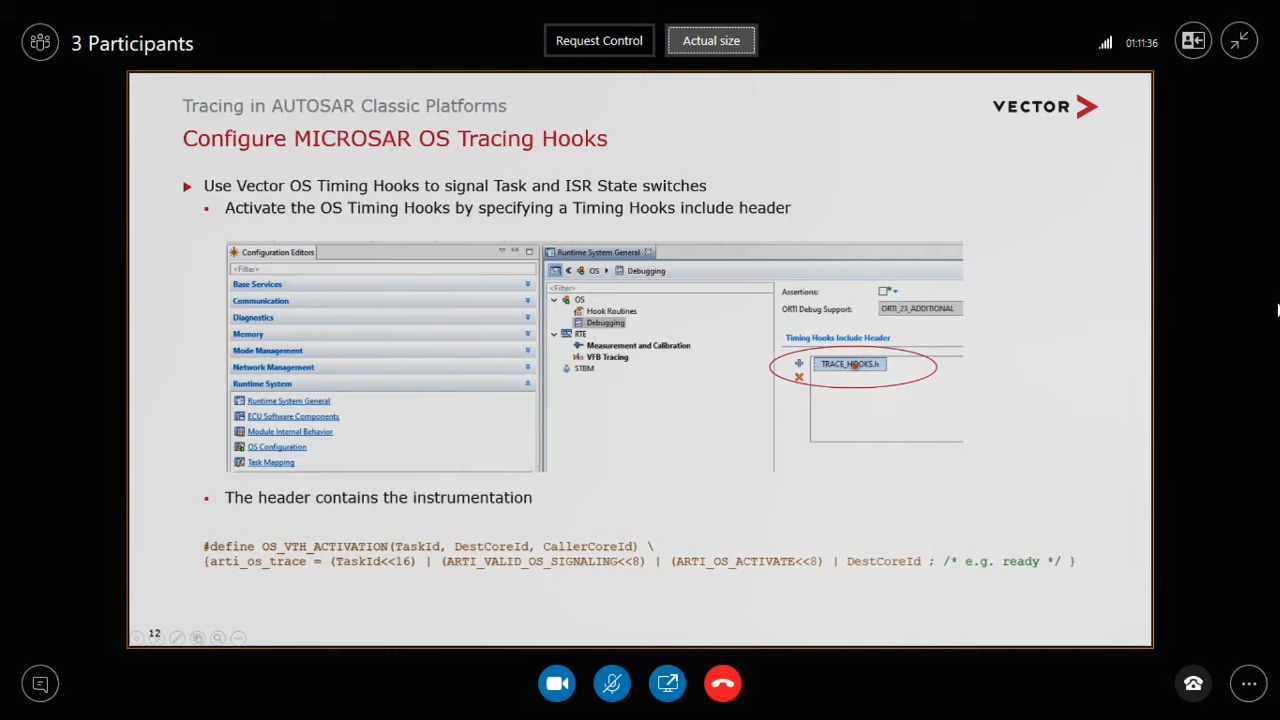 3 Participants
Request Control
Actual size
01:11:36
Tracing in AUTOSAR Classic Platforms
VECTOR
Configure MICROSAR OS Tracing Hooks
Use Vector OS Timing Hooks to signal Task and ISR State switches
Activate the OS Timing Hooks by specifying a Timing Hooks include header
Configuration Editors
<Filter>
Base Services
Communication
Diagnostics
Memory
Mode Management
Network Management
Runtime System
Runtime System General
ECU Software Components
Module Internal Behavior
OS Configuration
Task Mapping
Runtime System General
OS
Debugging
<Filter>
OS
Hook Routines
Debugging
RTE
Measurement and Calibration
VFB Tracing
STBM
Assertions:
ORTI Debug Support:
ORTI_23_ADDITIONAL
Timing Hooks Include Header
TRACE_HOOKS.h
The header contains the instrumentation
#define OS_VTH_ACTIVATION(TaskId, DestCoreId, CallerCoreId) \
{arti_os_trace = (TaskId<<16) | (ARTI_VALID_OS_SIGNALING<<8) | (ARTI_OS_ACTIVATE<<8) | DestCoreId ; /* e.g. ready */ }
12